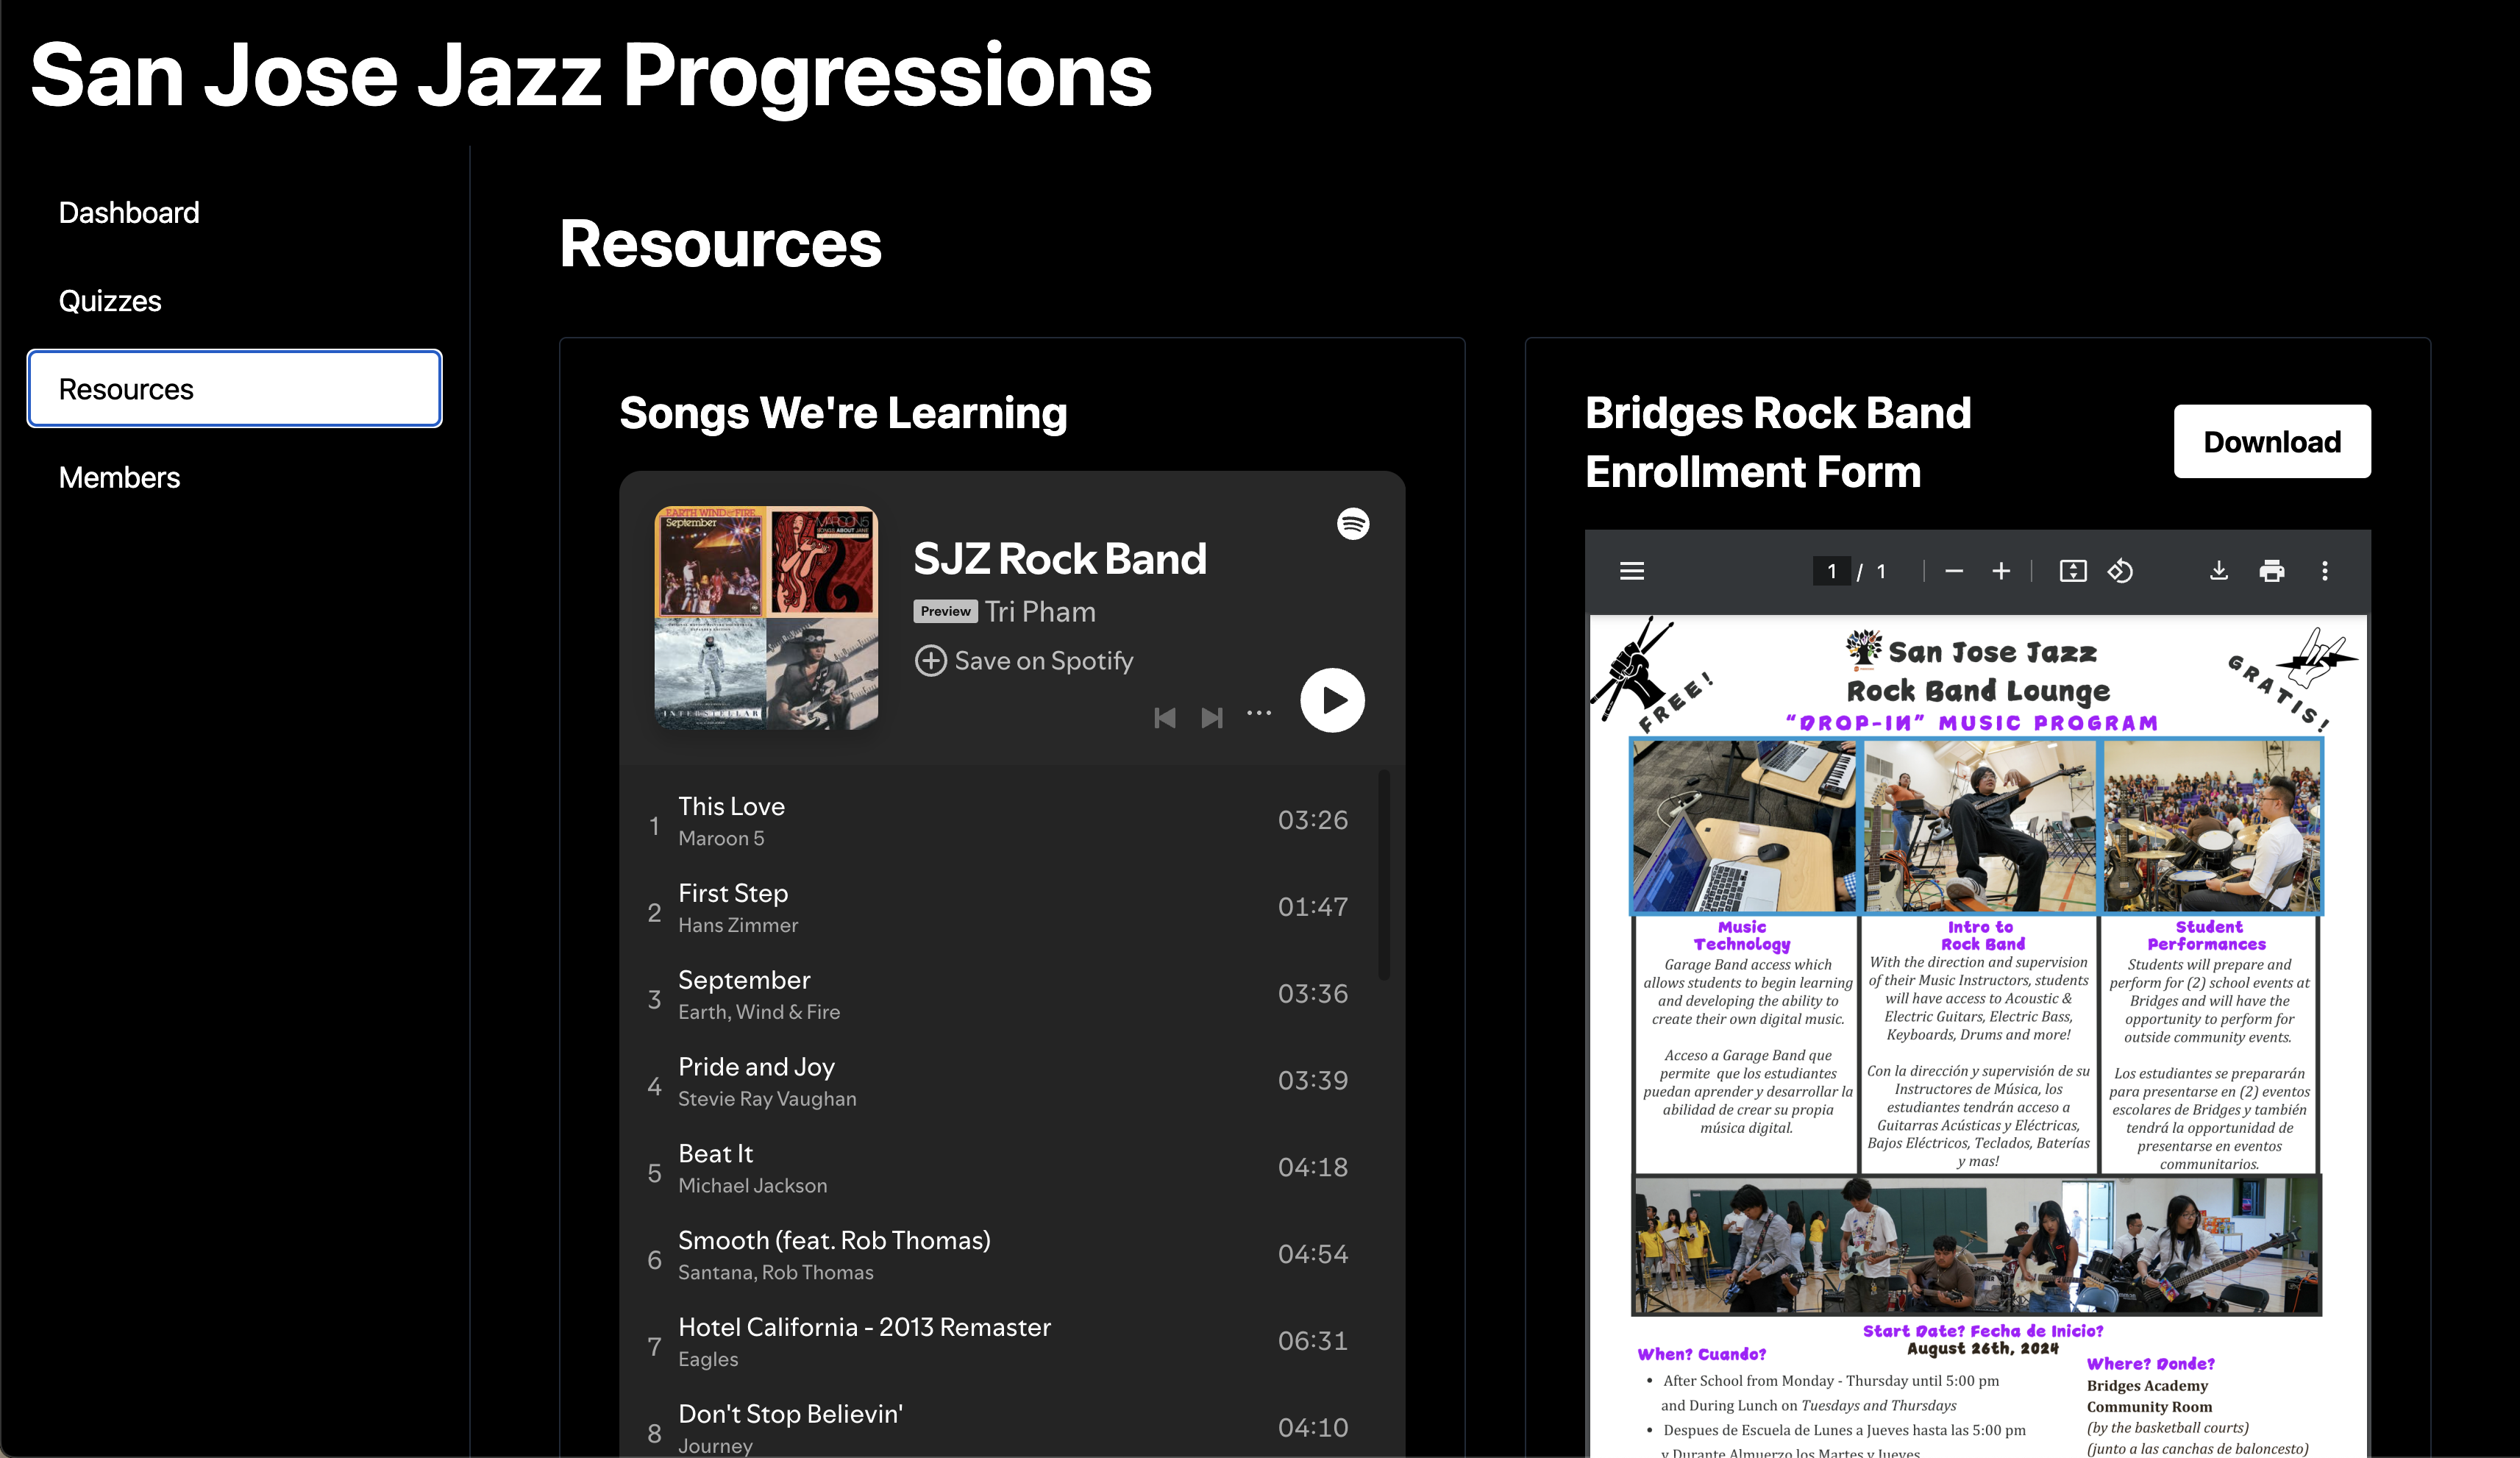 San Jose Jazz Progressions
Dashboard
Quizzes
Resources
Members
Resources
Songs We're Learning
EARTH WIND & FIRE
September
MAROON 5
SONGS ABOUT JANE
INTERSTELLAR
SJZ Rock Band
Preview Tri Pham
Save on Spotify
1
This Love
Maroon 5
03:26
2
First Step
Hans Zimmer
01:47
3
September
Earth, Wind & Fire
03:36
4
Pride and Joy
Stevie Ray Vaughan
03:39
5
Beat It
Michael Jackson
04:18
6
Smooth (feat. Rob Thomas)
Santana, Rob Thomas
04:54
7
Hotel California - 2013 Remaster
Eagles
06:31
8
Don't Stop Believin'
Journey
04:10
Bridges Rock Band
Enrollment Form
Download
1 / 1
FREE!
San Jose Jazz
Rock Band Lounge
"DROP-IN" MUSIC PROGRAM
GRATIS!
Music
Technology
Garage Band access which
allows students to begin learning
and developing the ability to
create their own digital music.
Acceso a Garage Band que
permite que los estudiantes
puedan aprender y desarrollar la
abilidad de crear su propia
música digital.
Intro to
Rock Band
With the direction and supervision
of their Music Instructors, students
will have access to Acoustic &
Electric Guitars, Electric Bass,
Keyboards, Drums and more!
Con la dirección y supervisión de su
Instructores de Música, los
estudiantes tendrán acceso a
Guitarras Acústicas y Eléctricas,
Bajos Eléctricos, Teclados, Baterías
y mas!
Student
Performances
Students will prepare and
perform for (2) school events at
Bridges and will have the
opportunity to perform for
outside community events.
Los estudiantes se prepararán
para presentarse en (2) eventos
escolares de Bridges y también
tendrá la oportunidad de
presentarse en eventos
communitarios.
Start Date? Fecha de Inicio?
August 26th, 2024
When? Cuando?
• After School from Monday - Thursday until 5:00 pm
and During Lunch on Tuesdays and Thursdays
• Despues de Escuela de Lunes a Jueves hasta las 5:00 pm
y Durante Almuerzo los Martes y Jueves
Where? Donde?
Bridges Academy
Community Room
(by the basketball courts)
(junto a las canchas de baloncesto)